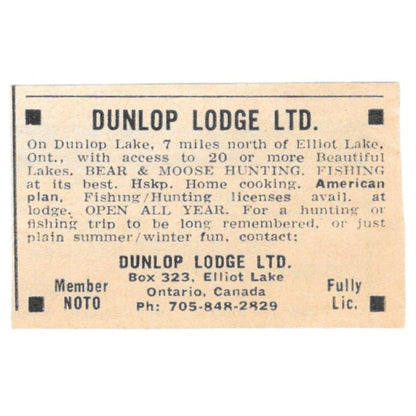 DUNLOP LODGE LTD.
On Dunlop Lake, 7 miles north of Elliot Lake,
Ont., with access to 20 or more Beautiful
Lakes. BEAR & MOOSE HUNTING. FISHING
at its best. Hskp. Home cooking. American
plan, Fishing/Hunting licenses avail. at
lodge. OPEN ALL YEAR. For a hunting or
fishing trip to be long remembered, or just
plain summer/winter fun, contact:
DUNLOP LODGE LTD.
Box 323, Elliot Lake
Ontario, Canada
Ph: 705-848-2829
Member
NOTO
Fully
Lic.